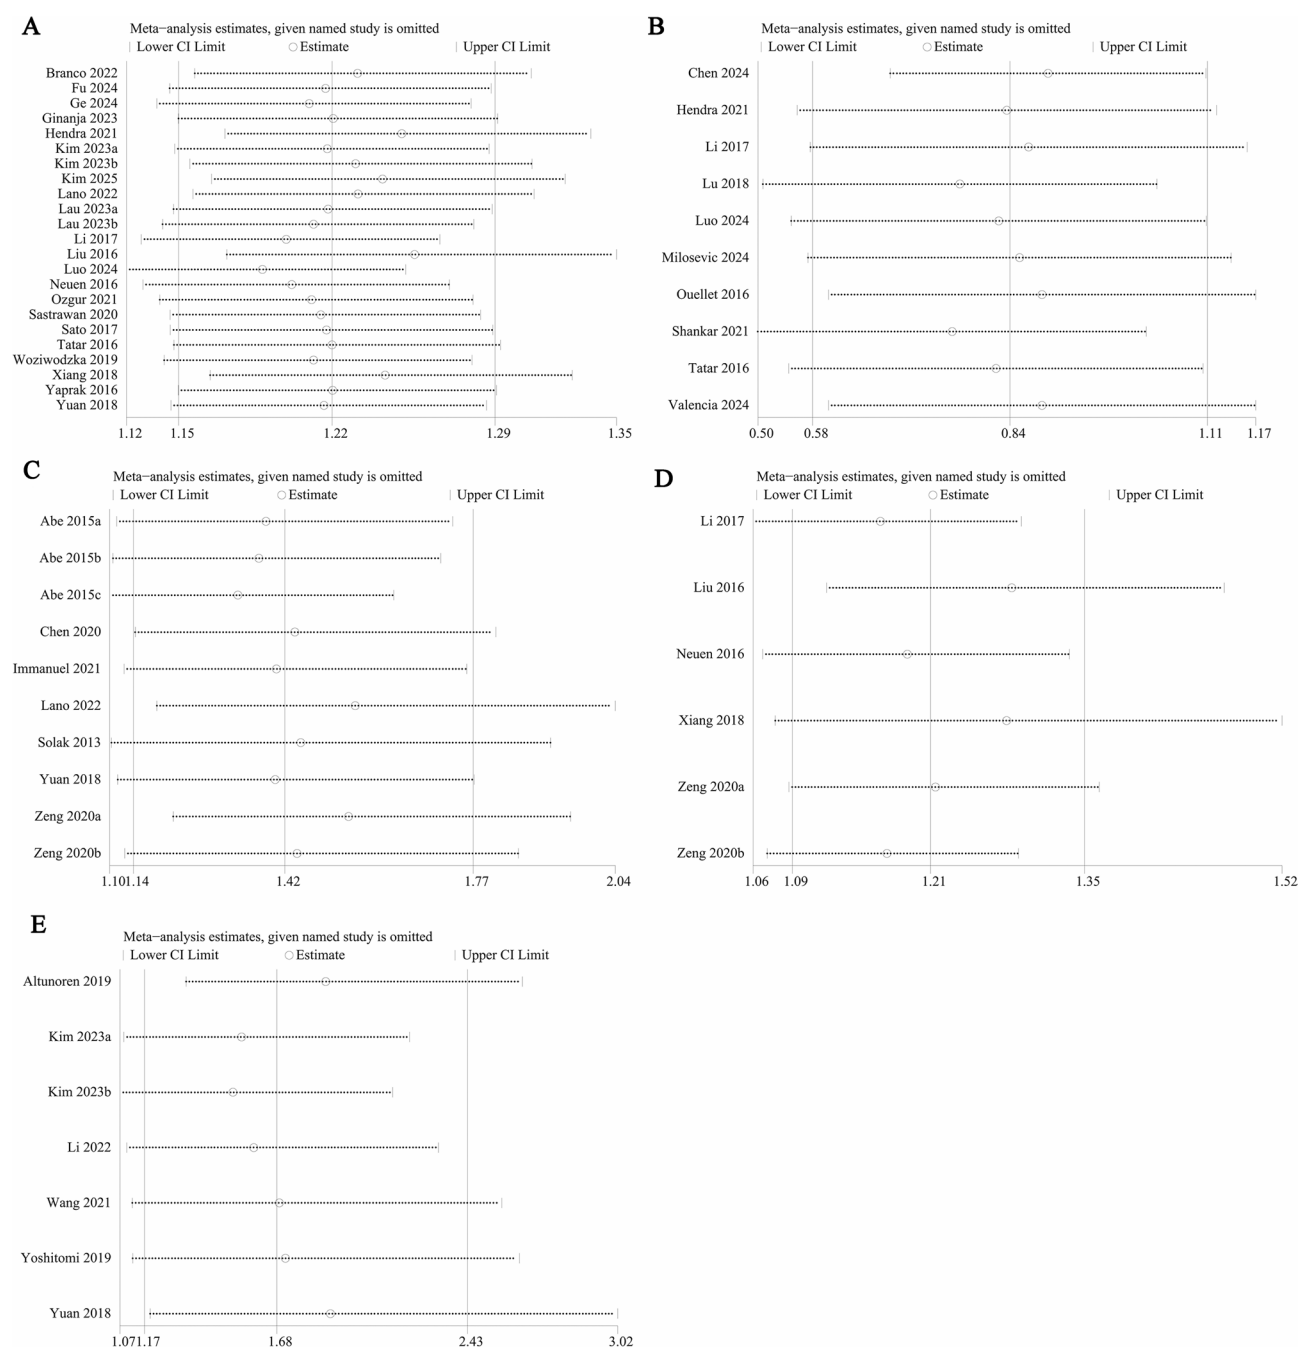 A
Meta−analysis estimates, given named study is omitted
Lower CI Limit Estimate Upper CI Limit
Branco 2022
Fu 2024
Ge 2024
Ginanja 2023
Hendra 2021
Kim 2023a
Kim 2023b
Kim 2025
Lano 2022
Lau 2023a
Lau 2023b
Li 2017
Liu 2016
Luo 2024
Neuen 2016
Ozgur 2021
Sastrawan 2020
Sato 2017
Tatar 2016
Woziwodzka 2019
Xiang 2018
Yaprak 2016
Yuan 2018
1.12 1.15 1.22 1.29 1.35
B
Meta−analysis estimates, given named study is omitted
Lower CI Limit Estimate Upper CI Limit
Chen 2024
Hendra 2021
Li 2017
Lu 2018
Luo 2024
Milosevic 2024
Ouellet 2016
Shankar 2021
Tatar 2016
Valencia 2024
0.50 0.58 0.84 1.11 1.17
C
Meta−analysis estimates, given named study is omitted
Lower CI Limit Estimate Upper CI Limit
Abe 2015a
Abe 2015b
Abe 2015c
Chen 2020
Immanuel 2021
Lano 2022
Solak 2013
Yuan 2018
Zeng 2020a
Zeng 2020b
1.101.14 1.42 1.77 2.04
D
Meta−analysis estimates, given named study is omitted
Lower CI Limit Estimate Upper CI Limit
Li 2017
Liu 2016
Neuen 2016
Xiang 2018
Zeng 2020a
Zeng 2020b
1.06 1.09 1.21 1.35 1.52
E
Meta−analysis estimates, given named study is omitted
Lower CI Limit Estimate Upper CI Limit
Altunoren 2019
Kim 2023a
Kim 2023b
Li 2022
Wang 2021
Yoshitomi 2019
Yuan 2018
1.071.17 1.68 2.43 3.02